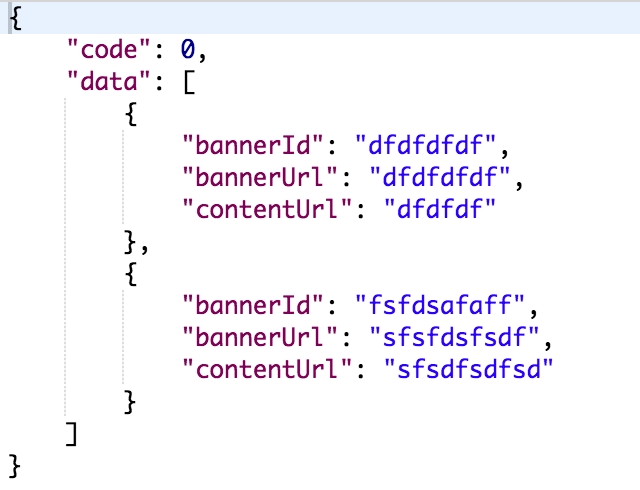 {
    "code": 0,
    "data": [
        {
            "bannerId": "dfdfdfdf",
            "bannerUrl": "dfdfdfdf",
            "contentUrl": "dfdfdf"
        },
        {
            "bannerId": "fsfdsafaff",
            "bannerUrl": "sfsfdsfsdf",
            "contentUrl": "sfsdfsdfsd"
        }
    ]
}